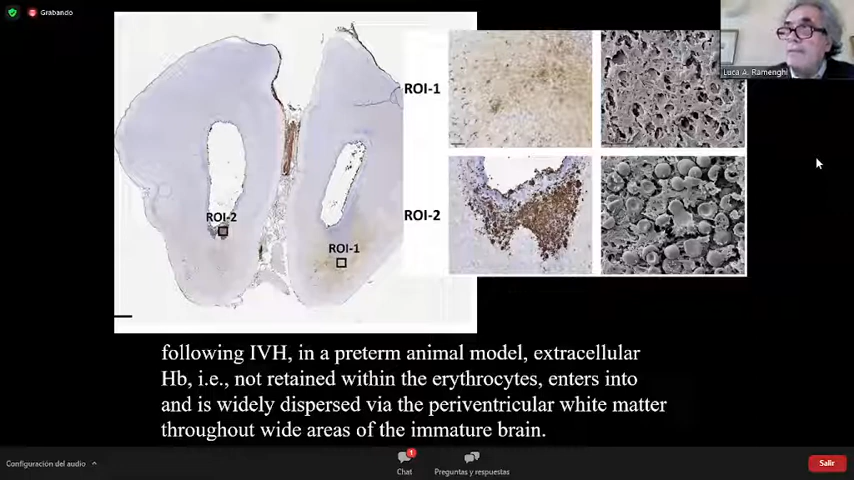 Grabando
Luca A. Ramenghi
ROI-1
ROI-2
ROI-2
ROI-1
following IVH, in a preterm animal model, extracellular
Hb, i.e., not retained within the erythrocytes, enters into
and is widely dispersed via the periventricular white matter
throughout wide areas of the immature brain.
Configuración del audio
1
Chat
Preguntas y respuestas
Salir